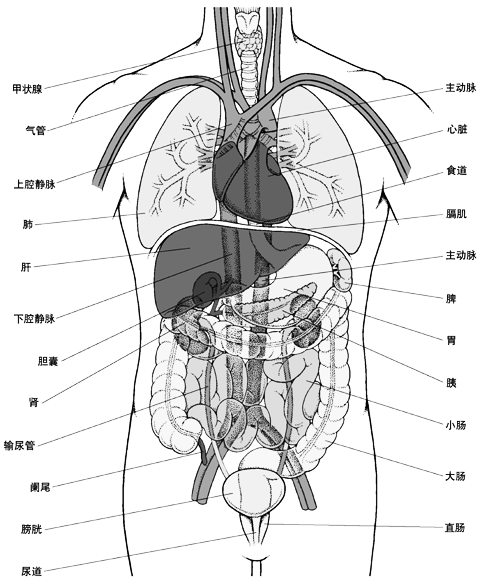 甲状腺
气管
上腔静脉
肺
肝
下腔静脉
胆囊
肾
输尿管
阑尾
膀胱
尿道
主动脉
心脏
食道
膈肌
主动脉
脾
胃
胰
小肠
大肠
直肠